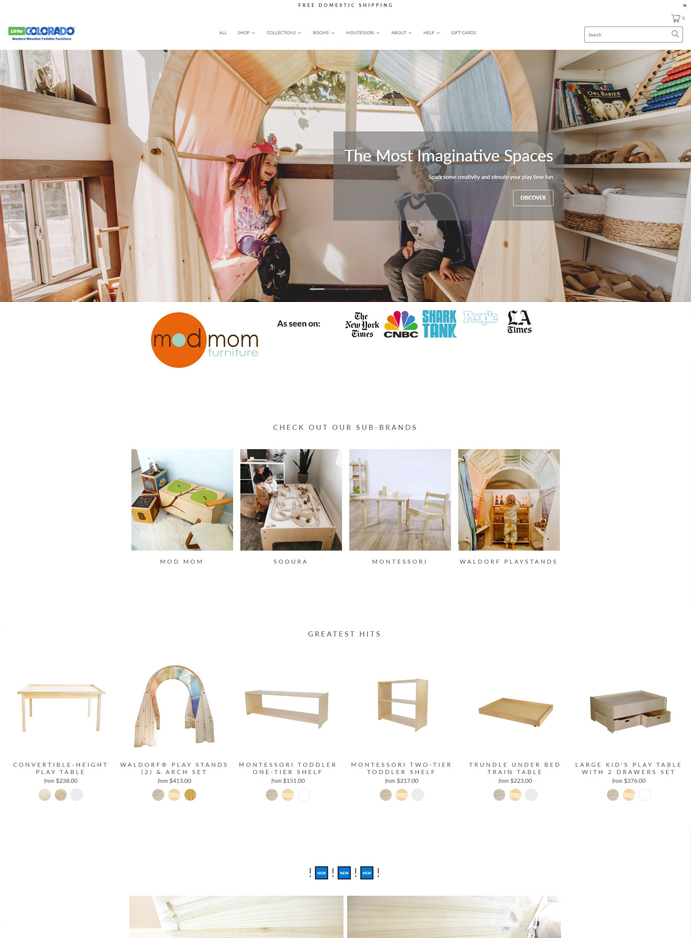 FREE DOMESTIC SHIPPING
×
0
Little COLORADO
Modern Wooden Toddler Furniture
ALL SHOP COLLECTIONS ROOMS MONTESSORI ABOUT HELP GIFT CARDS
Search
OWL BABIES
The Most Imaginative Spaces
Spark some creativity and elevate your play time fun
DISCOVER
mod mom
furniture
As seen on:
The
New York
Times
CNBC
SHARK
TANK
People
LA
Times
CHECK OUT OUR SUB-BRANDS
MOD MOM SODURA MONTESSORI WALDORF PLAYSTANDS
GREATEST HITS
CONVERTIBLE-HEIGHT
PLAY TABLE
from $238.00
WALDORF® PLAY STANDS
(2) & ARCH SET
from $413.00
MONTESSORI TODDLER
ONE-TIER SHELF
from $151.00
MONTESSORI TWO-TIER
TODDLER SHELF
from $217.00
TRUNDLE UNDER BED
TRAIN TABLE
from $223.00
LARGE KID'S PLAY TABLE
WITH 2 DRAWERS SET
from $376.00
! NEW ! NEW ! NEW !